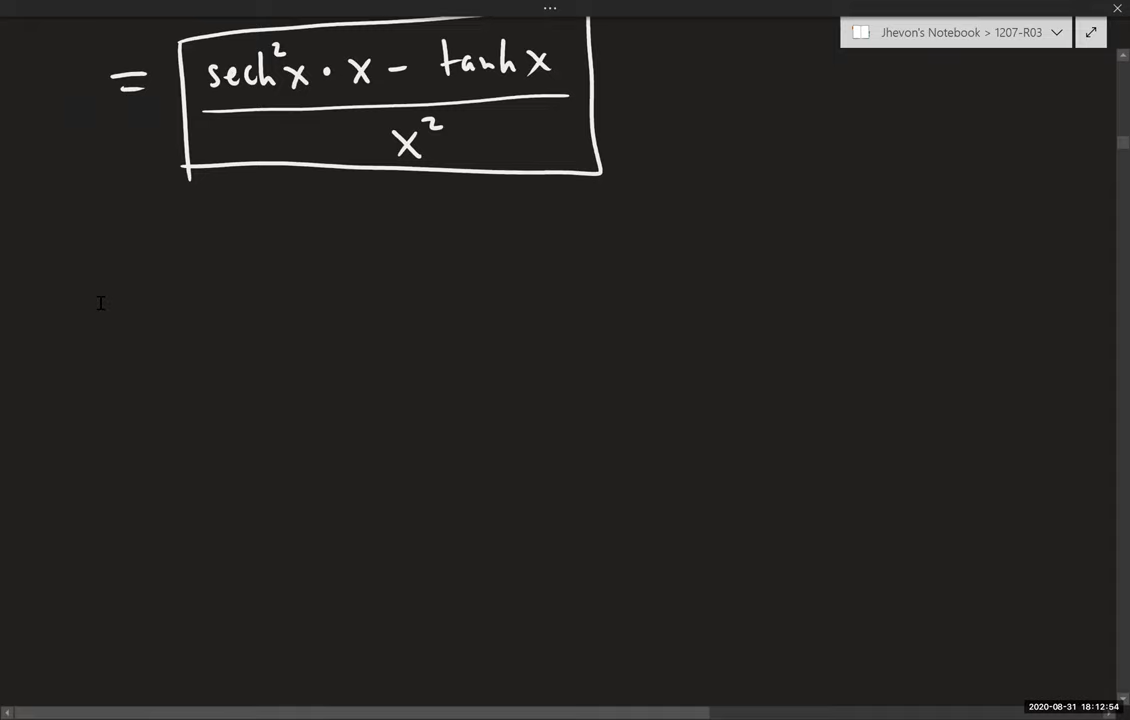 ...
Jhevon's Notebook > 1207-R03
= sech²x · x − tanh x
x²
2020-08-31 18:12:54